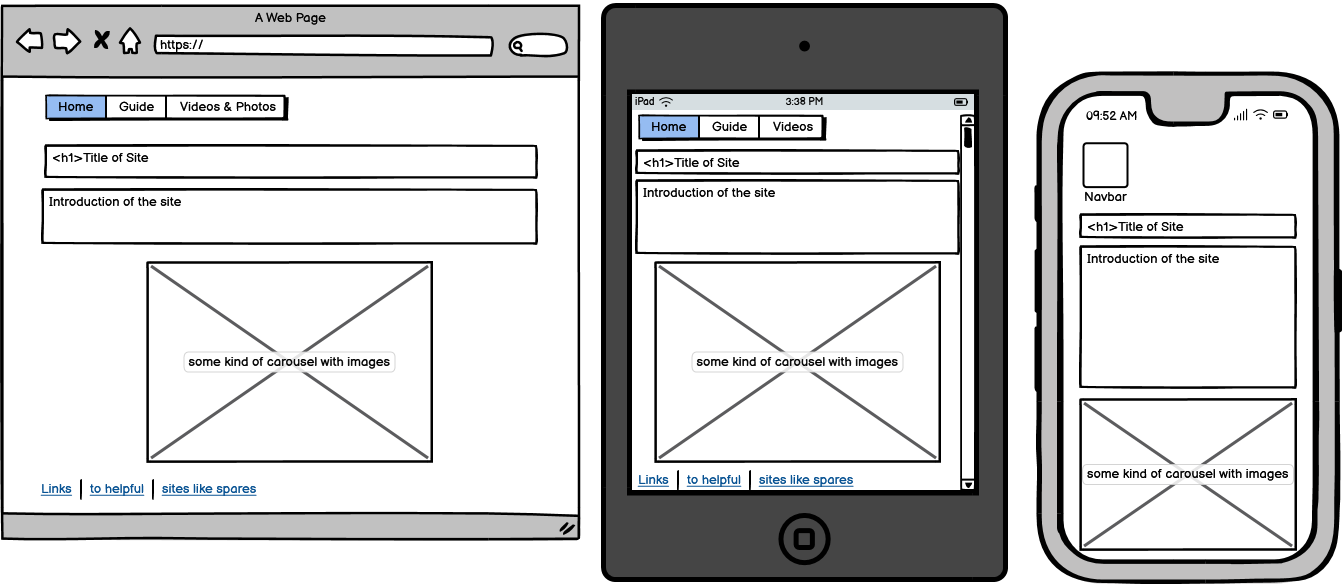 A Web Page
https://
Home Guide Videos & Photos
<h1>Title of Site
Introduction of the site
some kind of carousel with images
Links to helpful sites like spares
iPad 3:38 PM
Home Guide Videos
<h1>Title of Site
Introduction of the site
some kind of carousel with images
Links to helpful sites like spares
09:52 AM
Navbar
<h1>Title of Site
Introduction of the site
some kind of carousel with images